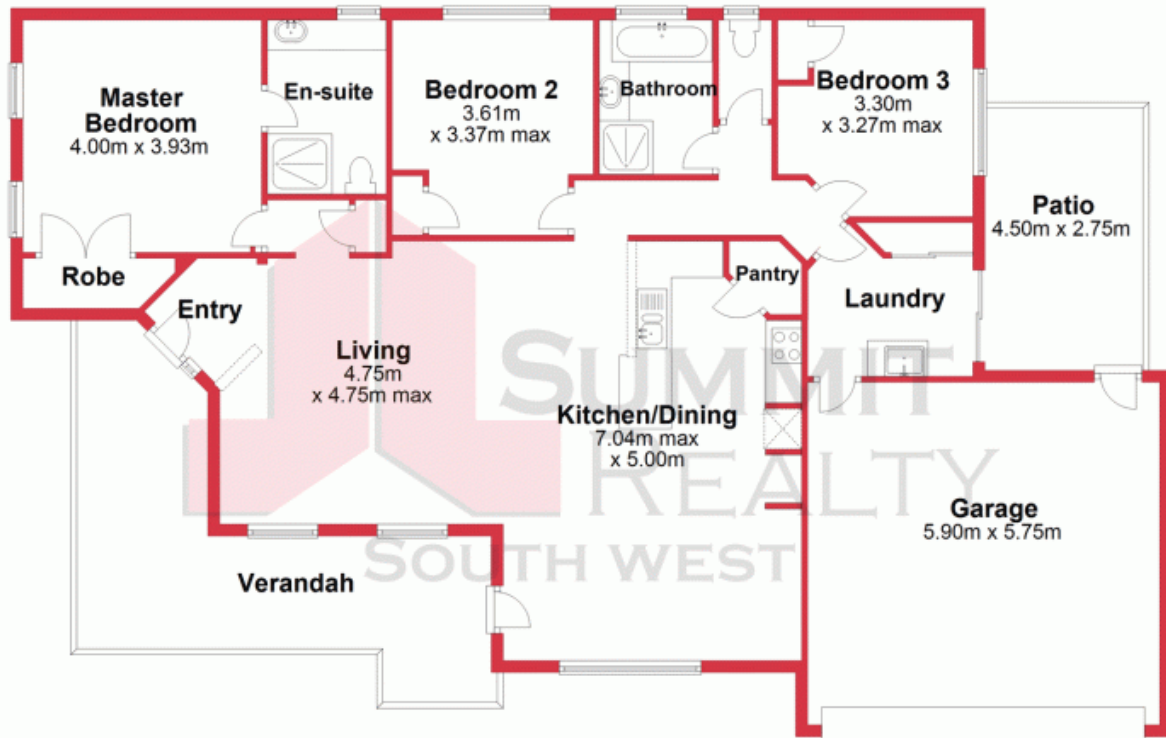 Master
Bedroom
4.00m x 3.93m
En-suite
Bedroom 2
3.61m
x 3.37m max
Bathroom
Bedroom 3
3.30m
x 3.27m max
Patio
4.50m x 2.75m
Robe
Entry
Pantry
Laundry
Living
4.75m
x 4.75m max
Kitchen/Dining
7.04m max
x 5.00m
Garage
5.90m x 5.75m
Verandah
SUMMIT
REALTY
SOUTH WEST